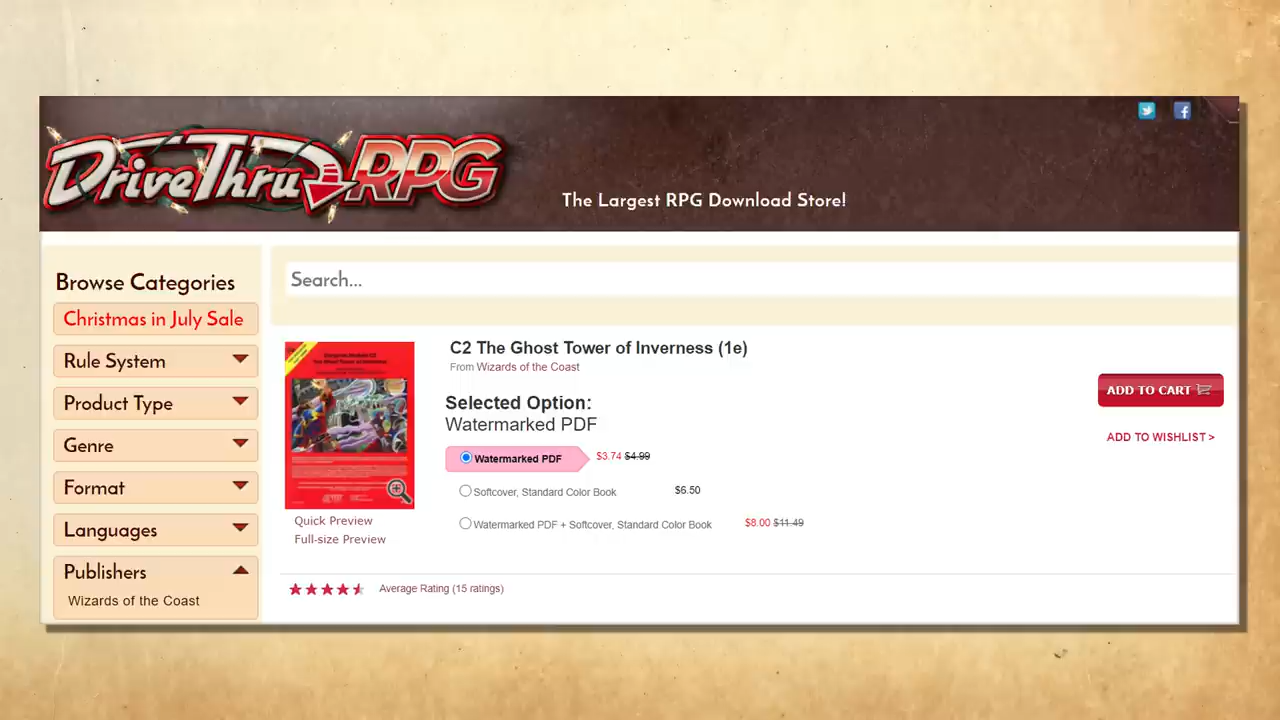 DriveThruRPG
The Largest RPG Download Store!
Browse Categories
Christmas in July Sale
Rule System
Product Type
Genre
Format
Languages
Publishers
Wizards of the Coast
Search...
C2 The Ghost Tower of Inverness (1e)
From Wizards of the Coast
Selected Option:
Watermarked PDF
Watermarked PDF $3.74 $4.99
Softcover, Standard Color Book $6.50
Watermarked PDF + Softcover, Standard Color Book $8.00 $11.49
ADD TO CART
ADD TO WISHLIST >
Quick Preview
Full-size Preview
Average Rating (15 ratings)